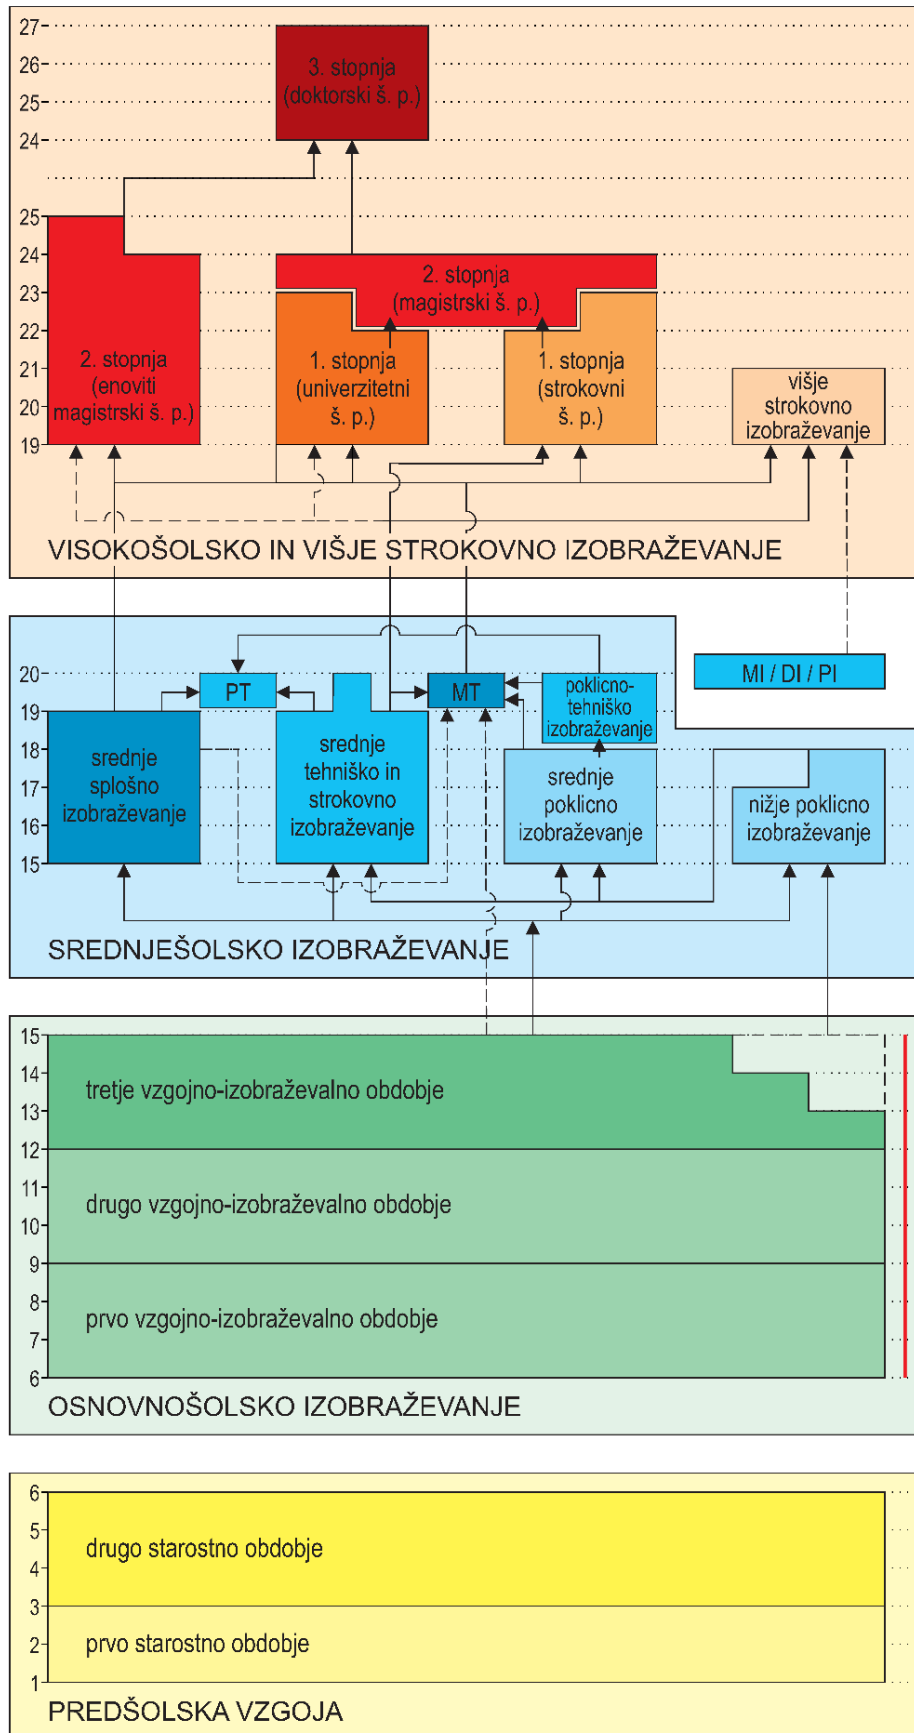 27
26
25
24
3. stopnja
(doktorski š. p.)
25
24
23
22
21
20
19
2. stopnja
(enoviti
magistrski š. p.)
2. stopnja
(magistrski š. p.)
1. stopnja
(univerzitetni
š. p.)
1. stopnja
(strokovni
š. p.)
višje
strokovno
izobraževanje
VISOKOŠOLSKO IN VIŠJE STROKOVNO IZOBRAŽEVANJE
20
19
18
17
16
15
PT
MT
poklicno-
tehniško
izobraževanje
MI / DI / PI
srednje
splošno
izobraževanje
srednje
tehniško in
strokovno
izobraževanje
srednje
poklicno
izobraževanje
nižje poklicno
izobraževanje
SREDNJEŠOLSKO IZOBRAŽEVANJE
15
14
13
12
11
10
9
8
7
6
tretje vzgojno-izobraževalno obdobje
drugo vzgojno-izobraževalno obdobje
prvo vzgojno-izobraževalno obdobje
OSNOVNOŠOLSKO IZOBRAŽEVANJE
6
5
4
3
2
1
drugo starostno obdobje
prvo starostno obdobje
PREDŠOLSKA VZGOJA